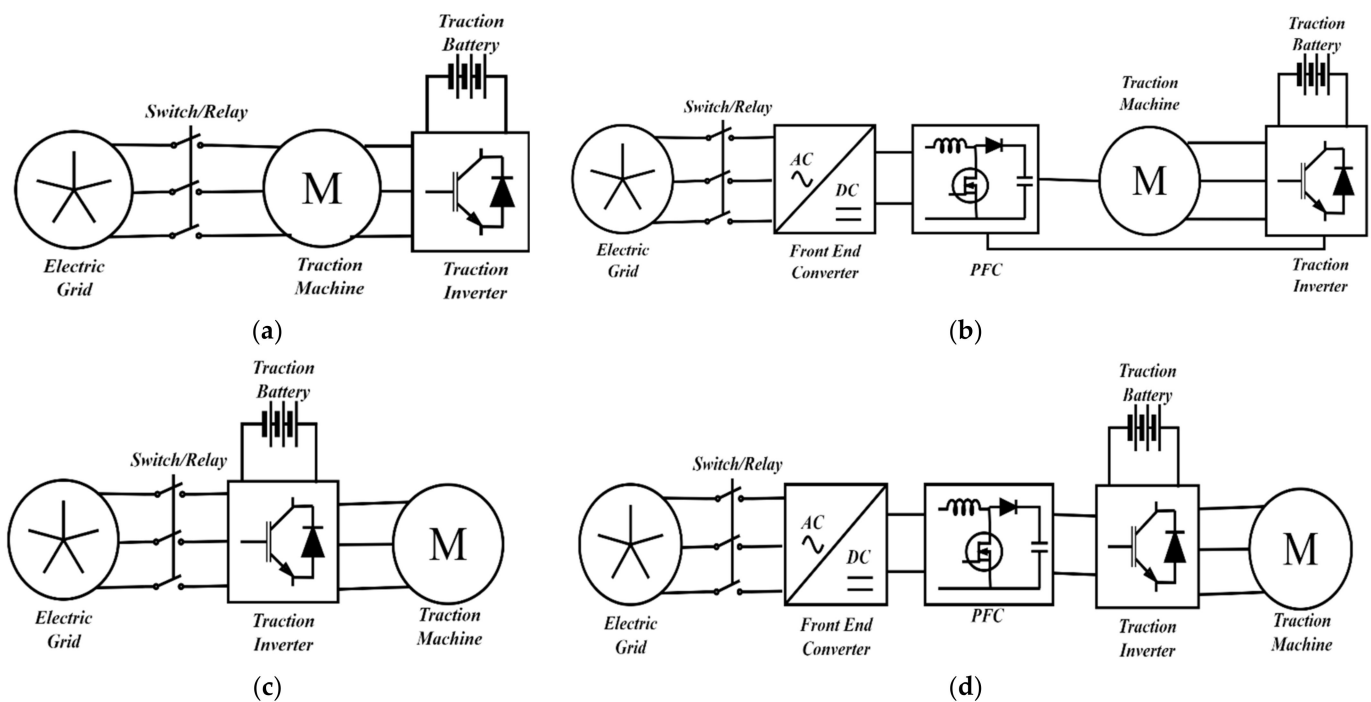 Traction
Battery
Switch/Relay
M
Electric
Grid
Traction
Machine
Traction
Inverter
(a)
Traction
Battery
Traction
Machine
Switch/Relay
AC
DC
M
Electric
Grid
Front End
Converter
PFC
Traction
Inverter
(b)
Traction
Battery
Switch/Relay
M
Electric
Grid
Traction
Inverter
Traction
Machine
(c)
Traction
Battery
Switch/Relay
AC
DC
M
Electric
Grid
Front End
Converter
PFC
Traction
Inverter
Traction
Machine
(d)